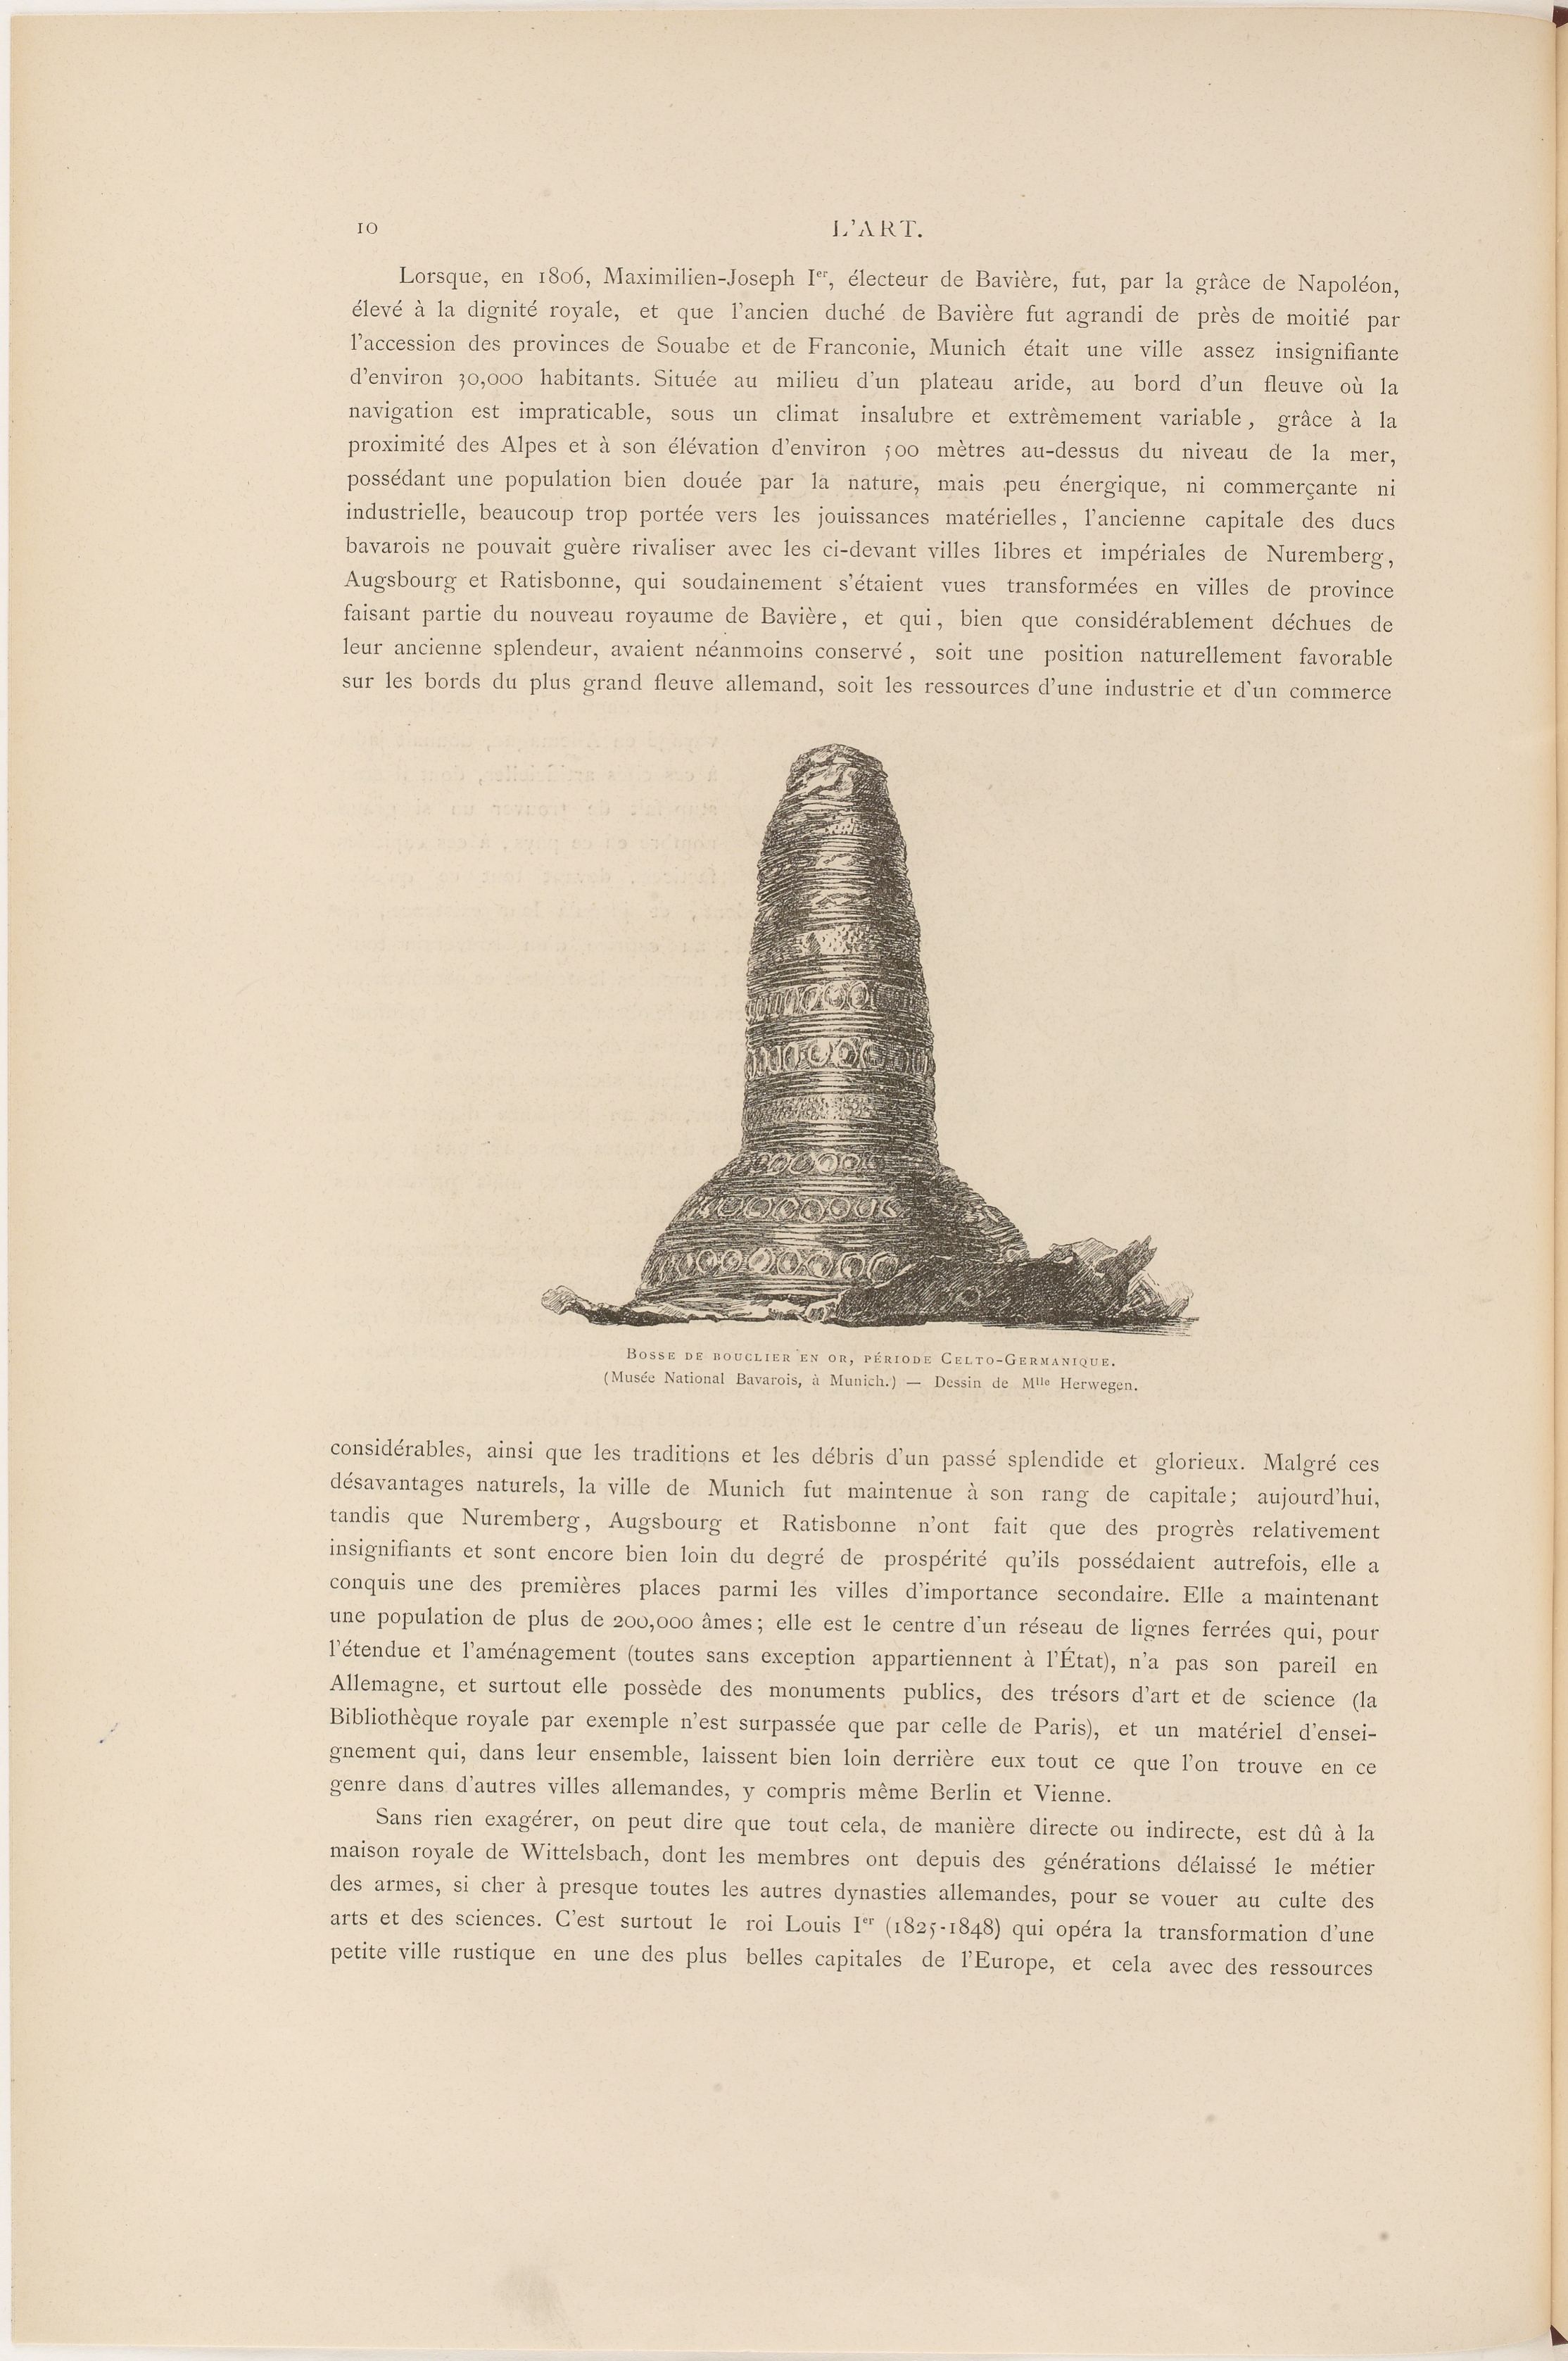 10
L'ART.
Lorsque, en 1806, Maximilien-Joseph Ier, électeur de Bavière, fut, par la grâce de Napoléon,
élevé à la dignité royale, et que l'ancien duché de Bavière fut agrandi de près de moitié par
l'accession des provinces de Souabe et de Franconie, Munich était une ville assez insignifiante
d'environ 30,000 habitants. Située au milieu d'un plateau aride, au bord d'un fleuve où la
navigation est impraticable, sous un climat insalubre et extrêmement variable, grâce à la
proximité des Alpes et à son élévation d'environ 500 mètres au-dessus du niveau de la mer,
possédant une population bien douée par la nature, mais peu énergique, ni commerçante ni
industrielle, beaucoup trop portée vers les jouissances matérielles, l'ancienne capitale des ducs
bavarois ne pouvait guère rivaliser avec les ci-devant villes libres et impériales de Nuremberg,
Augsbourg et Ratisbonne, qui soudainement s'étaient vues transformées en villes de province
faisant partie du nouveau royaume de Bavière, et qui, bien que considérablement déchues de
leur ancienne splendeur, avaient néanmoins conservé, soit une position naturellement favorable
sur les bords du plus grand fleuve allemand, soit les ressources d'une industrie et d'un commerce
Bosse de bouclier en or, période Celto-Germanique.
(Musée National Bavarois, à Munich.) — Dessin de Mlle Herwegen.
considérables, ainsi que les traditions et les débris d'un passé splendide et glorieux. Malgré ces
désavantages naturels, la ville de Munich fut maintenue à son rang de capitale; aujourd'hui,
tandis que Nuremberg, Augsbourg et Ratisbonne n'ont fait que des progrès relativement
insignifiants et sont encore bien loin du degré de prospérité qu'ils possédaient autrefois, elle a
conquis une des premières places parmi les villes d'importance secondaire. Elle a maintenant
une population de plus de 200,000 âmes; elle est le centre d'un réseau de lignes ferrées qui, pour
l'étendue et l'aménagement (toutes sans exception appartiennent à l'État), n'a pas son pareil en
Allemagne, et surtout elle possède des monuments publics, des trésors d'art et de science (la
Bibliothèque royale par exemple n'est surpassée que par celle de Paris), et un matériel d'ensei-
gnement qui, dans leur ensemble, laissent bien loin derrière eux tout ce que l'on trouve en ce
genre dans d'autres villes allemandes, y compris même Berlin et Vienne.
Sans rien exagérer, on peut dire que tout cela, de manière directe ou indirecte, est dû à la
maison royale de Wittelsbach, dont les membres ont depuis des générations délaissé le métier
des armes, si cher à presque toutes les autres dynasties allemandes, pour se vouer au culte des
arts et des sciences. C'est surtout le roi Louis Ier (1825-1848) qui opéra la transformation d'une
petite ville rustique en une des plus belles capitales de l'Europe, et cela avec des ressources